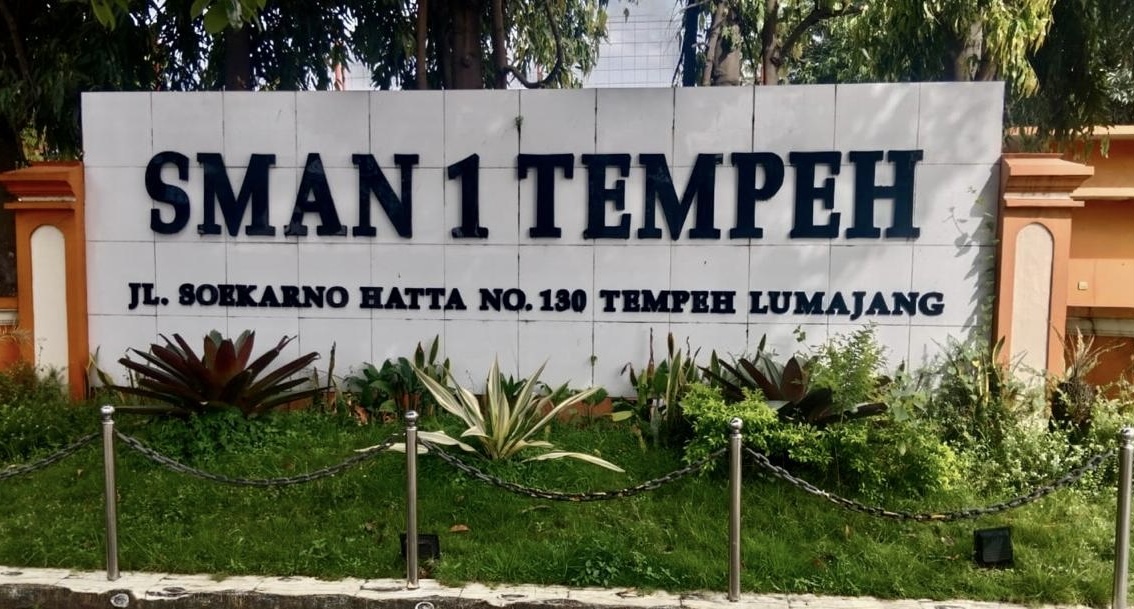 SMAN 1 TEMPEH
JL. SOEKARNO HATTA NO. 130 TEMPEH LUMAJANG